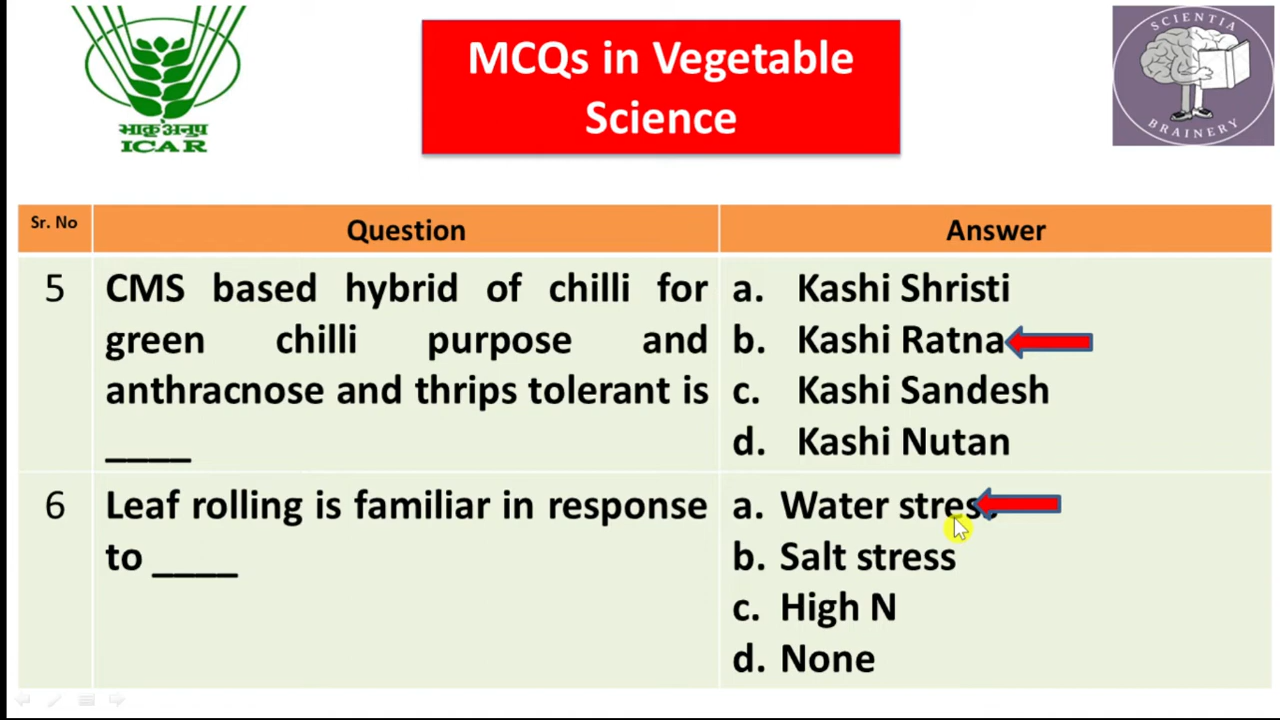 MCQs in Vegetable
Science
भाकृअनुप
ICAR
SCIENTIA
BRAINERY
Sr. No Question Answer
5 CMS based hybrid of chilli for
green chilli purpose and
anthracnose and thrips tolerant is
____
a. Kashi Shristi
b. Kashi Ratna
c. Kashi Sandesh
d. Kashi Nutan
6 Leaf rolling is familiar in response
to ____
a. Water stress
b. Salt stress
c. High N
d. None